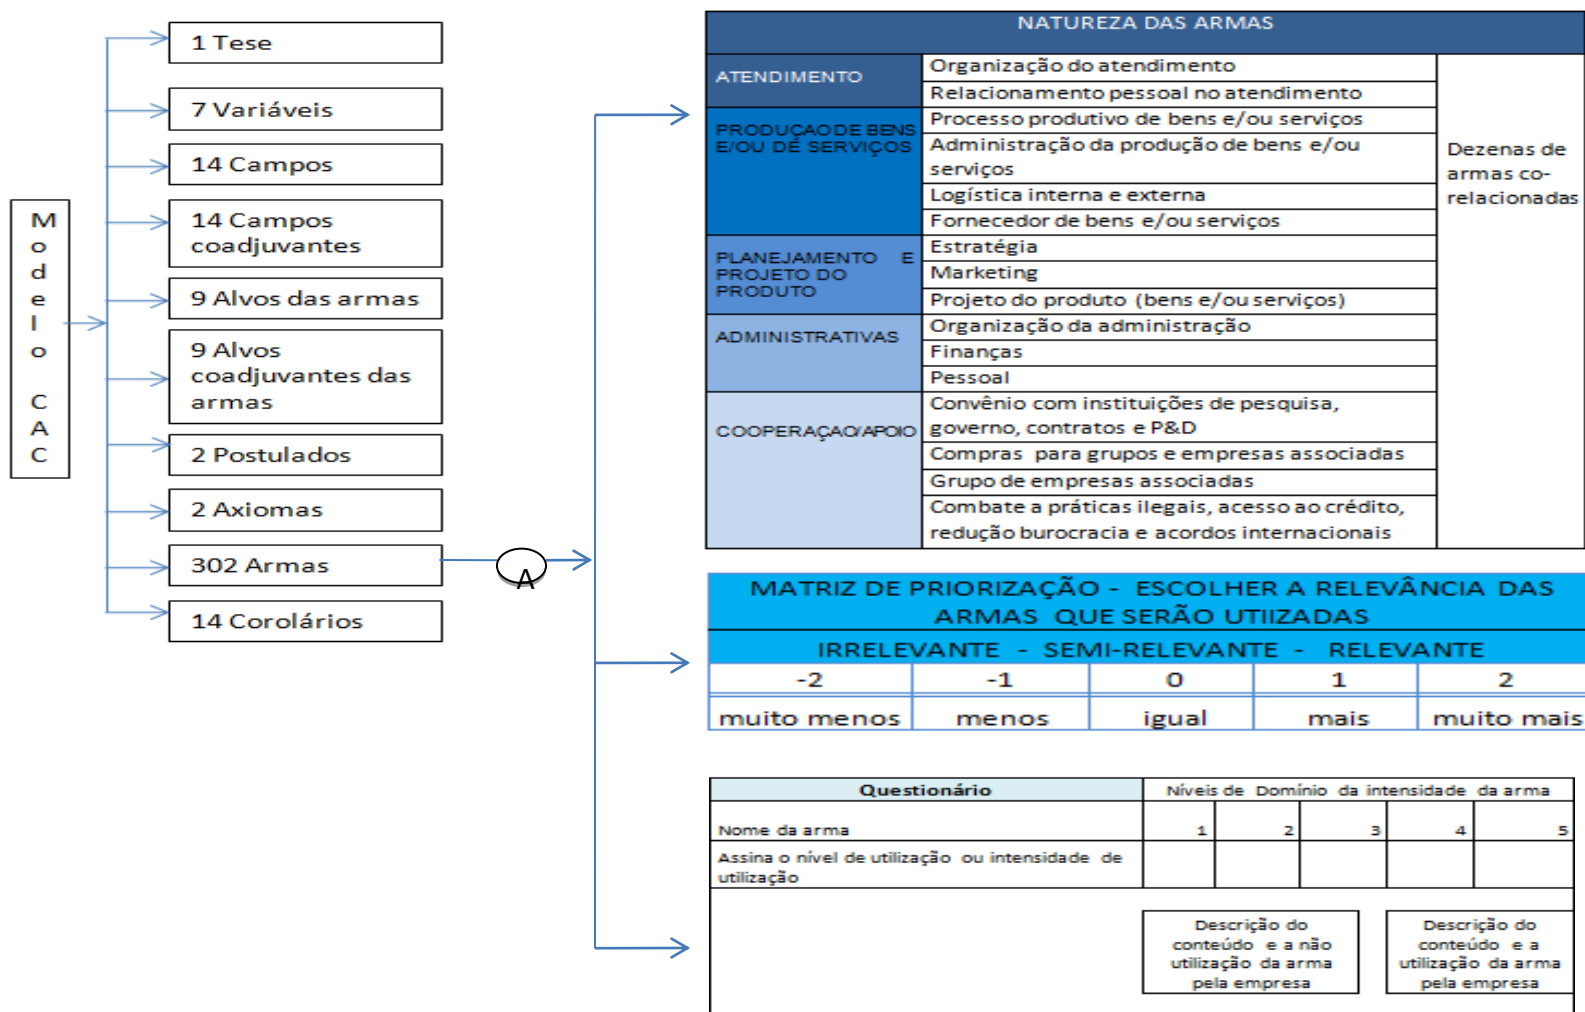 Modelo CAC
1 Tese
7 Variáveis
14 Campos
14 Campos
coadjuvantes
9 Alvos das armas
9 Alvos
coadjuvantes das
armas
2 Postulados
2 Axiomas
302 Armas
14 Corolários
A
NATUREZA DAS ARMAS
ATENDIMENTO
Organização do atendimento
Relacionamento pessoal no atendimento
PRODUÇAO DE BENS
E/OU DE SERVIÇOS
Processo produtivo de bens e/ou serviços
Administração da produção de bens e/ou
serviços
Logística interna e externa
Fornecedor de bens e/ou serviços
PLANEJAMENTO E
PROJETO DO
PRODUTO
Estratégia
Marketing
Projeto do produto (bens e/ou serviços)
ADMINISTRATIVAS
Organização da administração
Finanças
Pessoal
COOPERAÇAO/APOIO
Convênio com instituições de pesquisa,
governo, contratos e P&D
Compras para grupos e empresas associadas
Grupo de empresas associadas
Combate a práticas ilegais, acesso ao crédito,
redução burocracia e acordos internacionais
Dezenas de
armas co-
relacionadas
MATRIZ DE PRIORIZAÇÃO - ESCOLHER A RELEVÂNCIA DAS
ARMAS QUE SERÃO UTIIZADAS
IRRELEVANTE - SEMI-RELEVANTE - RELEVANTE
-2 -1 0 1 2
muito menos menos igual mais muito mais
Questionário Níveis de Domínio da intensidade da arma
Nome da arma 1 2 3 4 5
Assina o nível de utilização ou intensidade de
utilização
Descrição do
conteúdo e a não
utilização da arma
pela empresa
Descrição do
conteúdo e a
utilização da arma
pela empresa